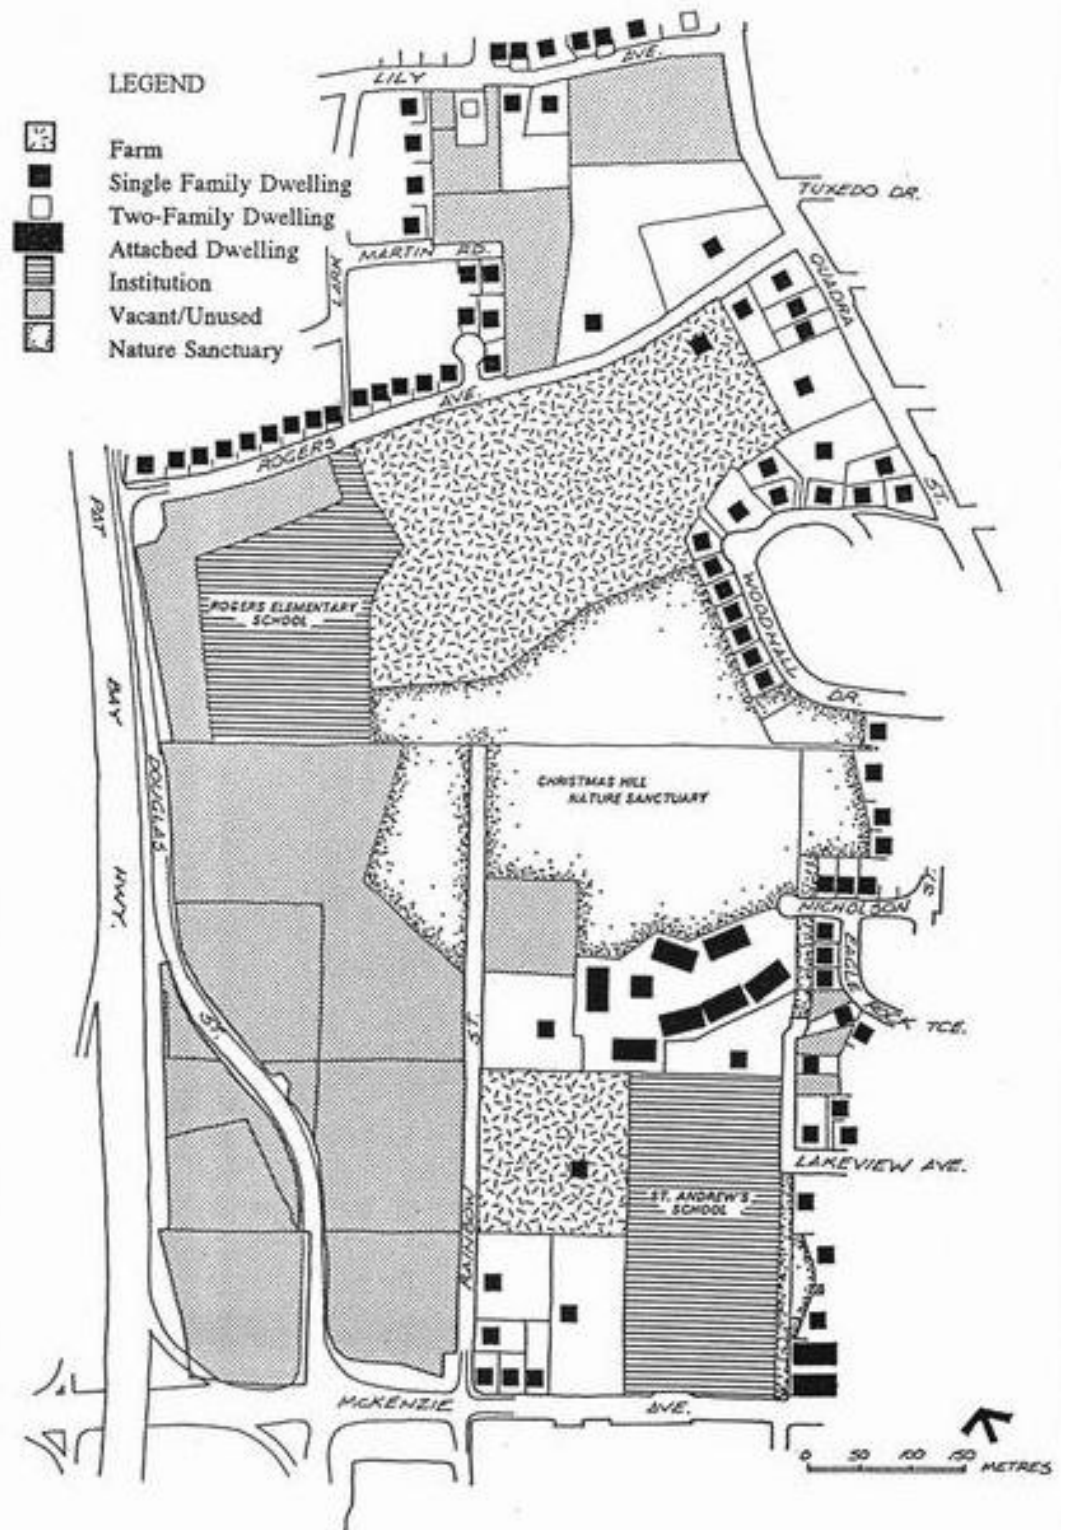 LEGEND
Farm
Single Family Dwelling
Two-Family Dwelling
Attached Dwelling
Institution
Vacant/Unused
Nature Sanctuary
LILY AVE.
TUXEDO DR.
MARTIN RD.
LARK
QUADRA ST.
ROGERS AVE.
PAT BAY HWY.
ROGERS ELEMENTARY
SCHOOL
WOODHALL DR.
DOUGLAS ST.
CHRISTMAS HILL
NATURE SANCTUARY
NICHOLSON ST.
TCE.
RAINBOW ST.
LAKEVIEW AVE.
ST. ANDREW'S
SCHOOL
MCKENZIE AVE.
0 50 100 150 METRES